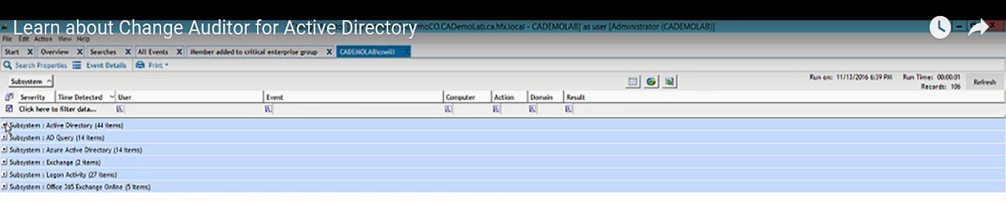 Learn about Change Auditor for Active Directory
moCO.CADemoLab.ca.hfx.local - CADEMOLAB] as user [Administrator (CADEMOLAB)]
File Edit Action View Help
Start X Overview X Searches X All Events X Member added to critical enterprise group X
Search Properties Event Details Print
Subsystem
Run on: 11/13/2016 6:29 PM Run Time: 00:00:01 Refresh
Records: 106
Severity Time Detected User Event Computer Action Domain Result
Click here to filter data...
Subsystem : Active Directory (44 items)
Subsystem : AD Query (14 items)
Subsystem : Azure Active Directory (14 items)
Subsystem : Exchange (2 items)
Subsystem : Logon Activity (27 items)
Subsystem : Office 365 Exchange Online (5 items)